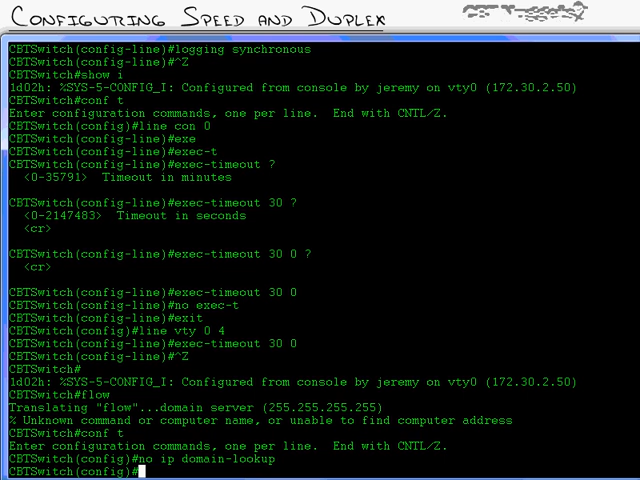 Configuring Speed and Duplex
CBTSwitch(config-line)#logging synchronous
CBTSwitch(config-line)#^Z
CBTSwitch#show i
1d02h: %SYS-5-CONFIG_I: Configured from console by jeremy on vty0 (172.30.2.50)
CBTSwitch#conf t
Enter configuration commands, one per line.  End with CNTL/Z.
CBTSwitch(config)#line con 0
CBTSwitch(config-line)#exe
CBTSwitch(config-line)#exec-t
CBTSwitch(config-line)#exec-timeout ?
<0-35791>  Timeout in minutes
CBTSwitch(config-line)#exec-timeout 30 ?
<0-2147483>  Timeout in seconds
<cr>
CBTSwitch(config-line)#exec-timeout 30 0 ?
<cr>
CBTSwitch(config-line)#exec-timeout 30 0
CBTSwitch(config-line)#no exec-t
CBTSwitch(config-line)#exit
CBTSwitch(config)#line vty 0 4
CBTSwitch(config-line)#exec-timeout 30 0
CBTSwitch(config-line)#^Z
CBTSwitch#
1d02h: %SYS-5-CONFIG_I: Configured from console by jeremy on vty0 (172.30.2.50)
CBTSwitch#flow
Translating "flow"...domain server (255.255.255.255)
% Unknown command or computer name, or unable to find computer address
CBTSwitch#conf t
Enter configuration commands, one per line.  End with CNTL/Z.
CBTSwitch(config)#no ip domain-lookup
CBTSwitch(config)#